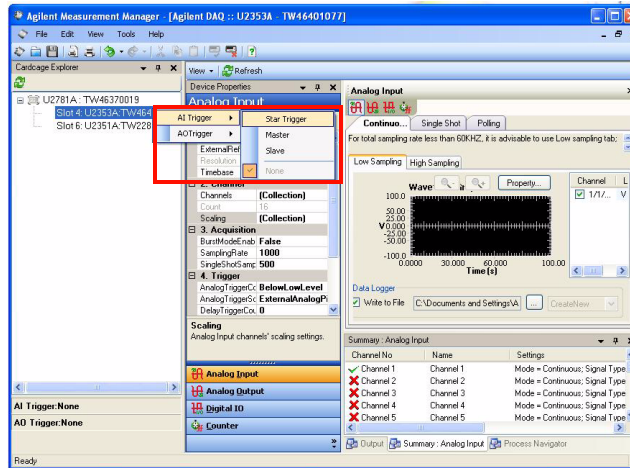 Agilent Measurement Manager - [Agilent DAQ :: U2353A - TW46401077]
File Edit View Tools Help
Cardcage Explorer
U2781A : TW46370019
Slot 4: U2353A:TW464
Slot 6: U2351A:TW228
AI Trigger:None
AO Trigger:None
View Refresh
Device Properties
Analog Input
AI Trigger
AOTrigger
Star Trigger
Master
Slave
None
ExternalRef
Resolution
Timebase
2. Channel
Channels (Collection)
Count 16
Scaling (Collection)
3. Acquisition
BurstModeEnab False
SamplingRate 1000
SingleShotSamp 500
4. Trigger
AnalogTriggerCc BelowLowLevel
AnalogTriggerSc ExternalAnalogPi
DelayTriggerCou 0
Scaling
Analog Input channels' scaling settings.
Analog Input
Analog Output
Digital IO
Counter
Analog Input
Continuo... Single Shot Polling
For total sampling rate less than 60KHZ, it is advisable to use Low sampling tab;
Low Sampling High Sampling
Wave
Property...
Channel L
1/1/... V
100.0
50.00
25.00
V 0.000
-25.00
-50.00
-100.0
0.0000 30.000 60.000 100.00
Time (s)
Data Logger
Write to File C:\Documents and Settings\A ... CreateNew
Summary : Analog Input
Channel No Name Settings
Channel 1 Channel 1 Mode = Continuous; Signal Type
Channel 2 Channel 2 Mode = Continuous; Signal Type
Channel 3 Channel 3 Mode = Continuous; Signal Type
Channel 4 Channel 4 Mode = Continuous; Signal Type
Channel 5 Channel 5 Mode = Continuous; Signal Type
Output Summary : Analog Input Process Navigator
Ready